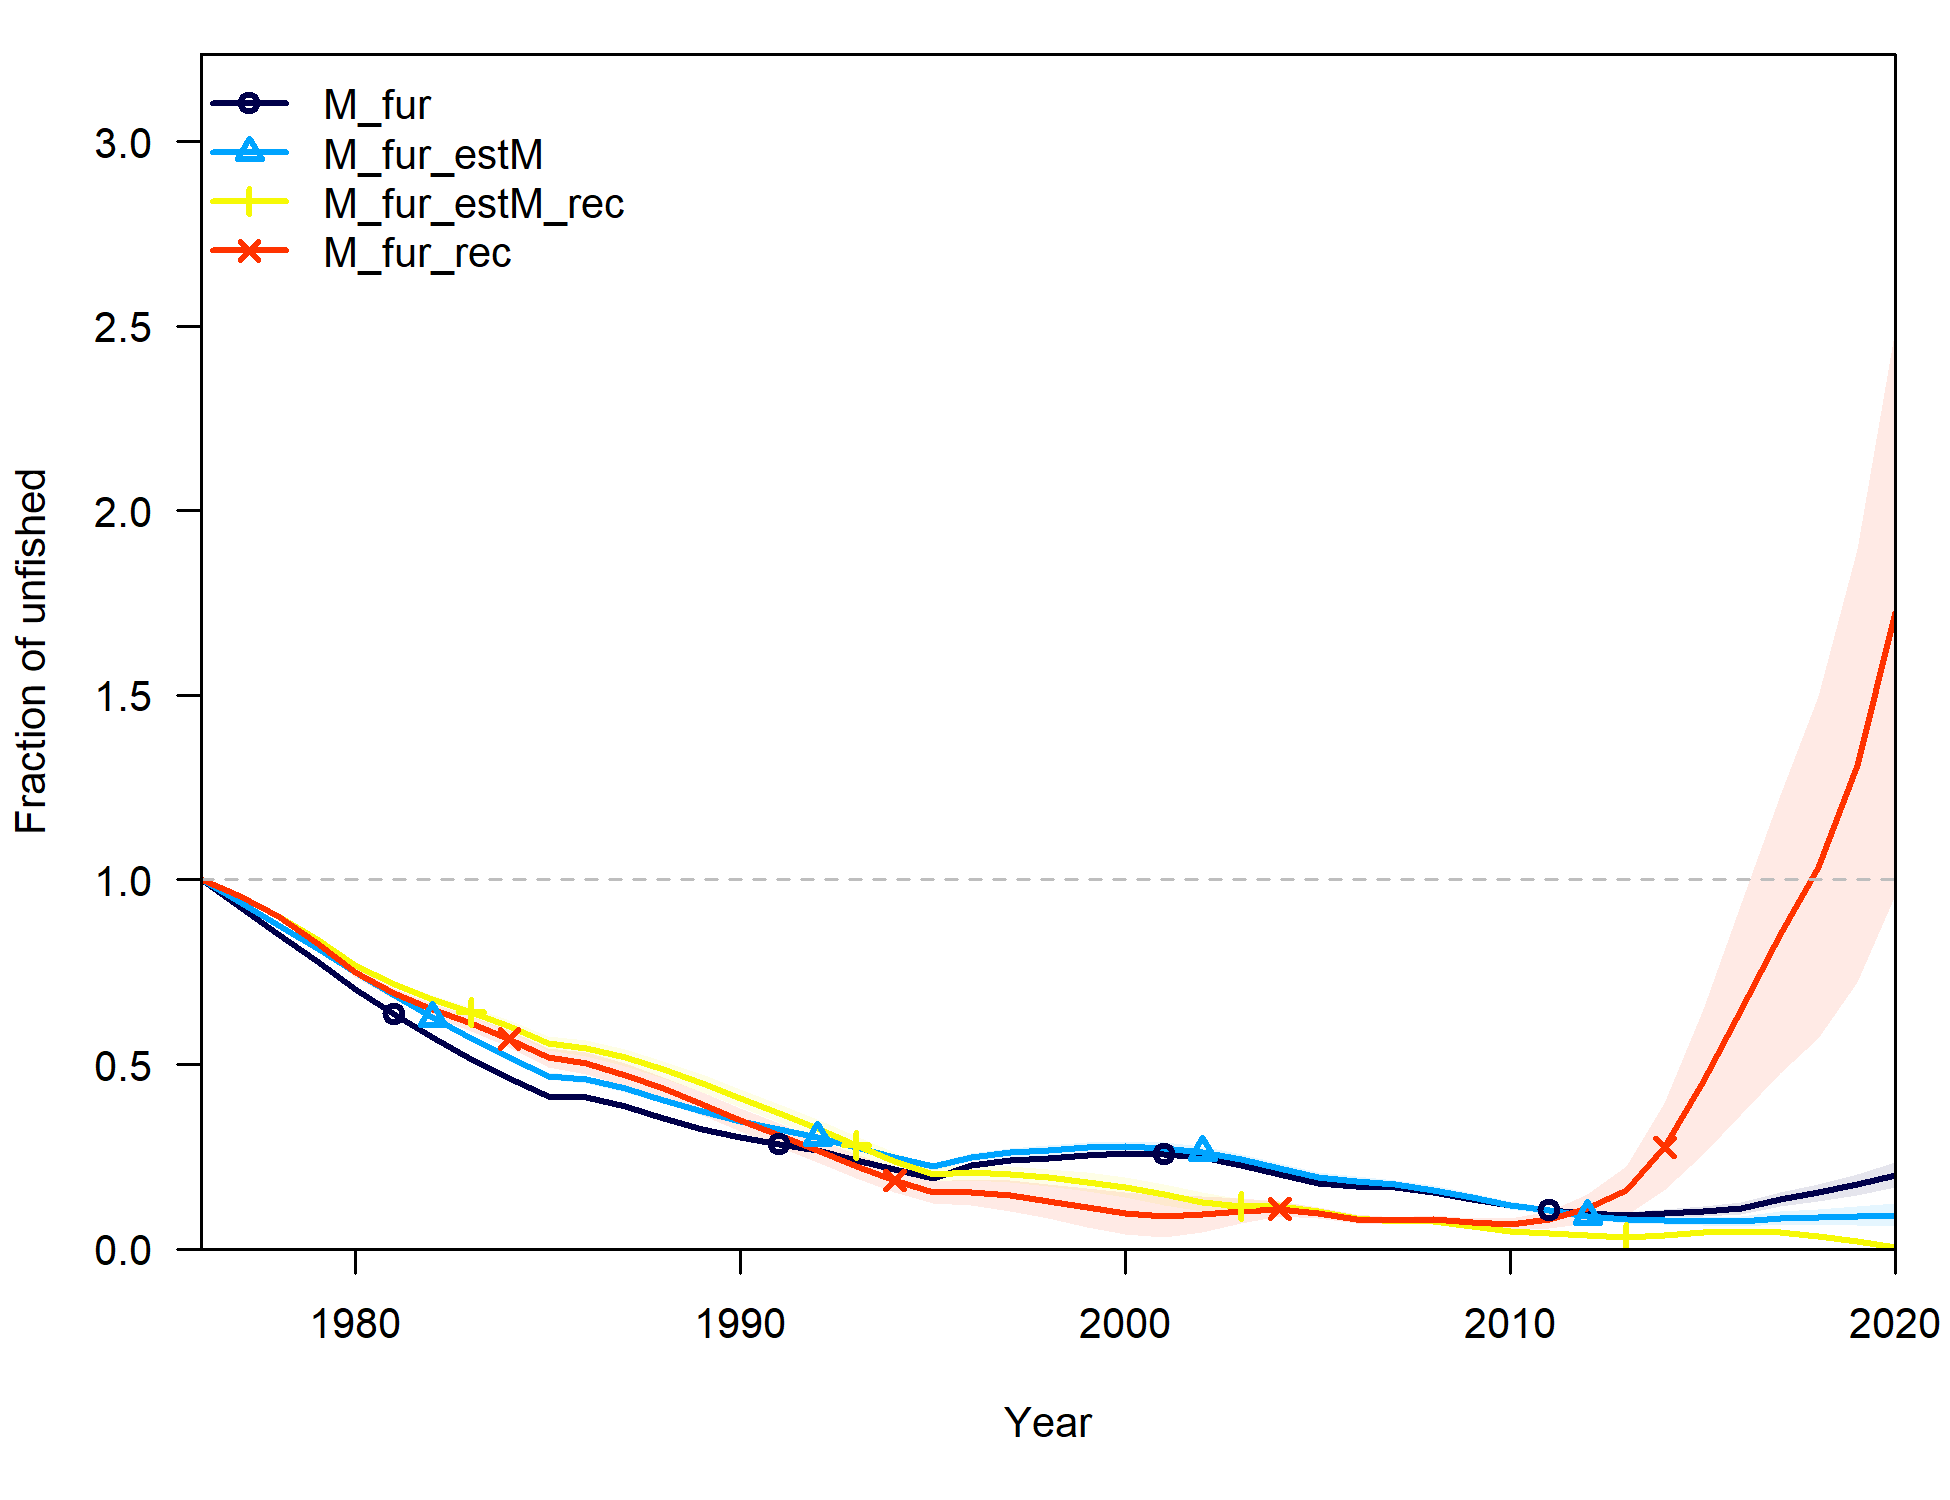 M_fur
M_fur_estM
M_fur_estM_rec
M_fur_rec
3.0
2.5
2.0
1.5
1.0
0.5
0.0
Fraction of unfished
1980 1990 2000 2010 2020
Year